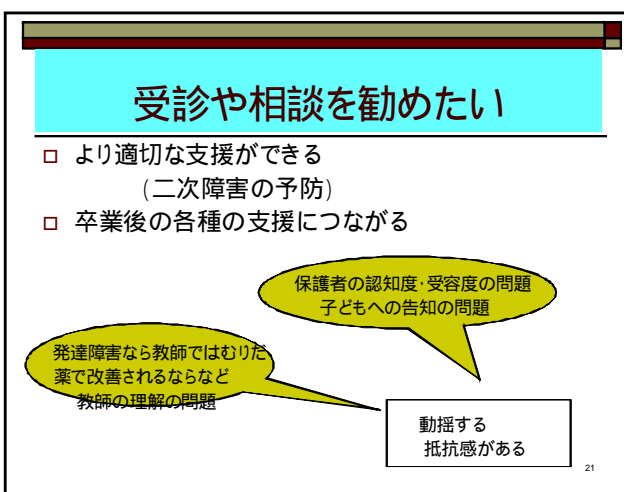 受診や相談を勧めたい
□ より適切な支援ができる
(二次障害の予防)
□ 卒業後の各種の支援につながる
保護者の認知度・受容度の問題
子どもへの告知の問題
発達障害なら教師ではむりだ
薬で改善されるならなど
教師の理解の問題
動揺する
抵抗感がある
21